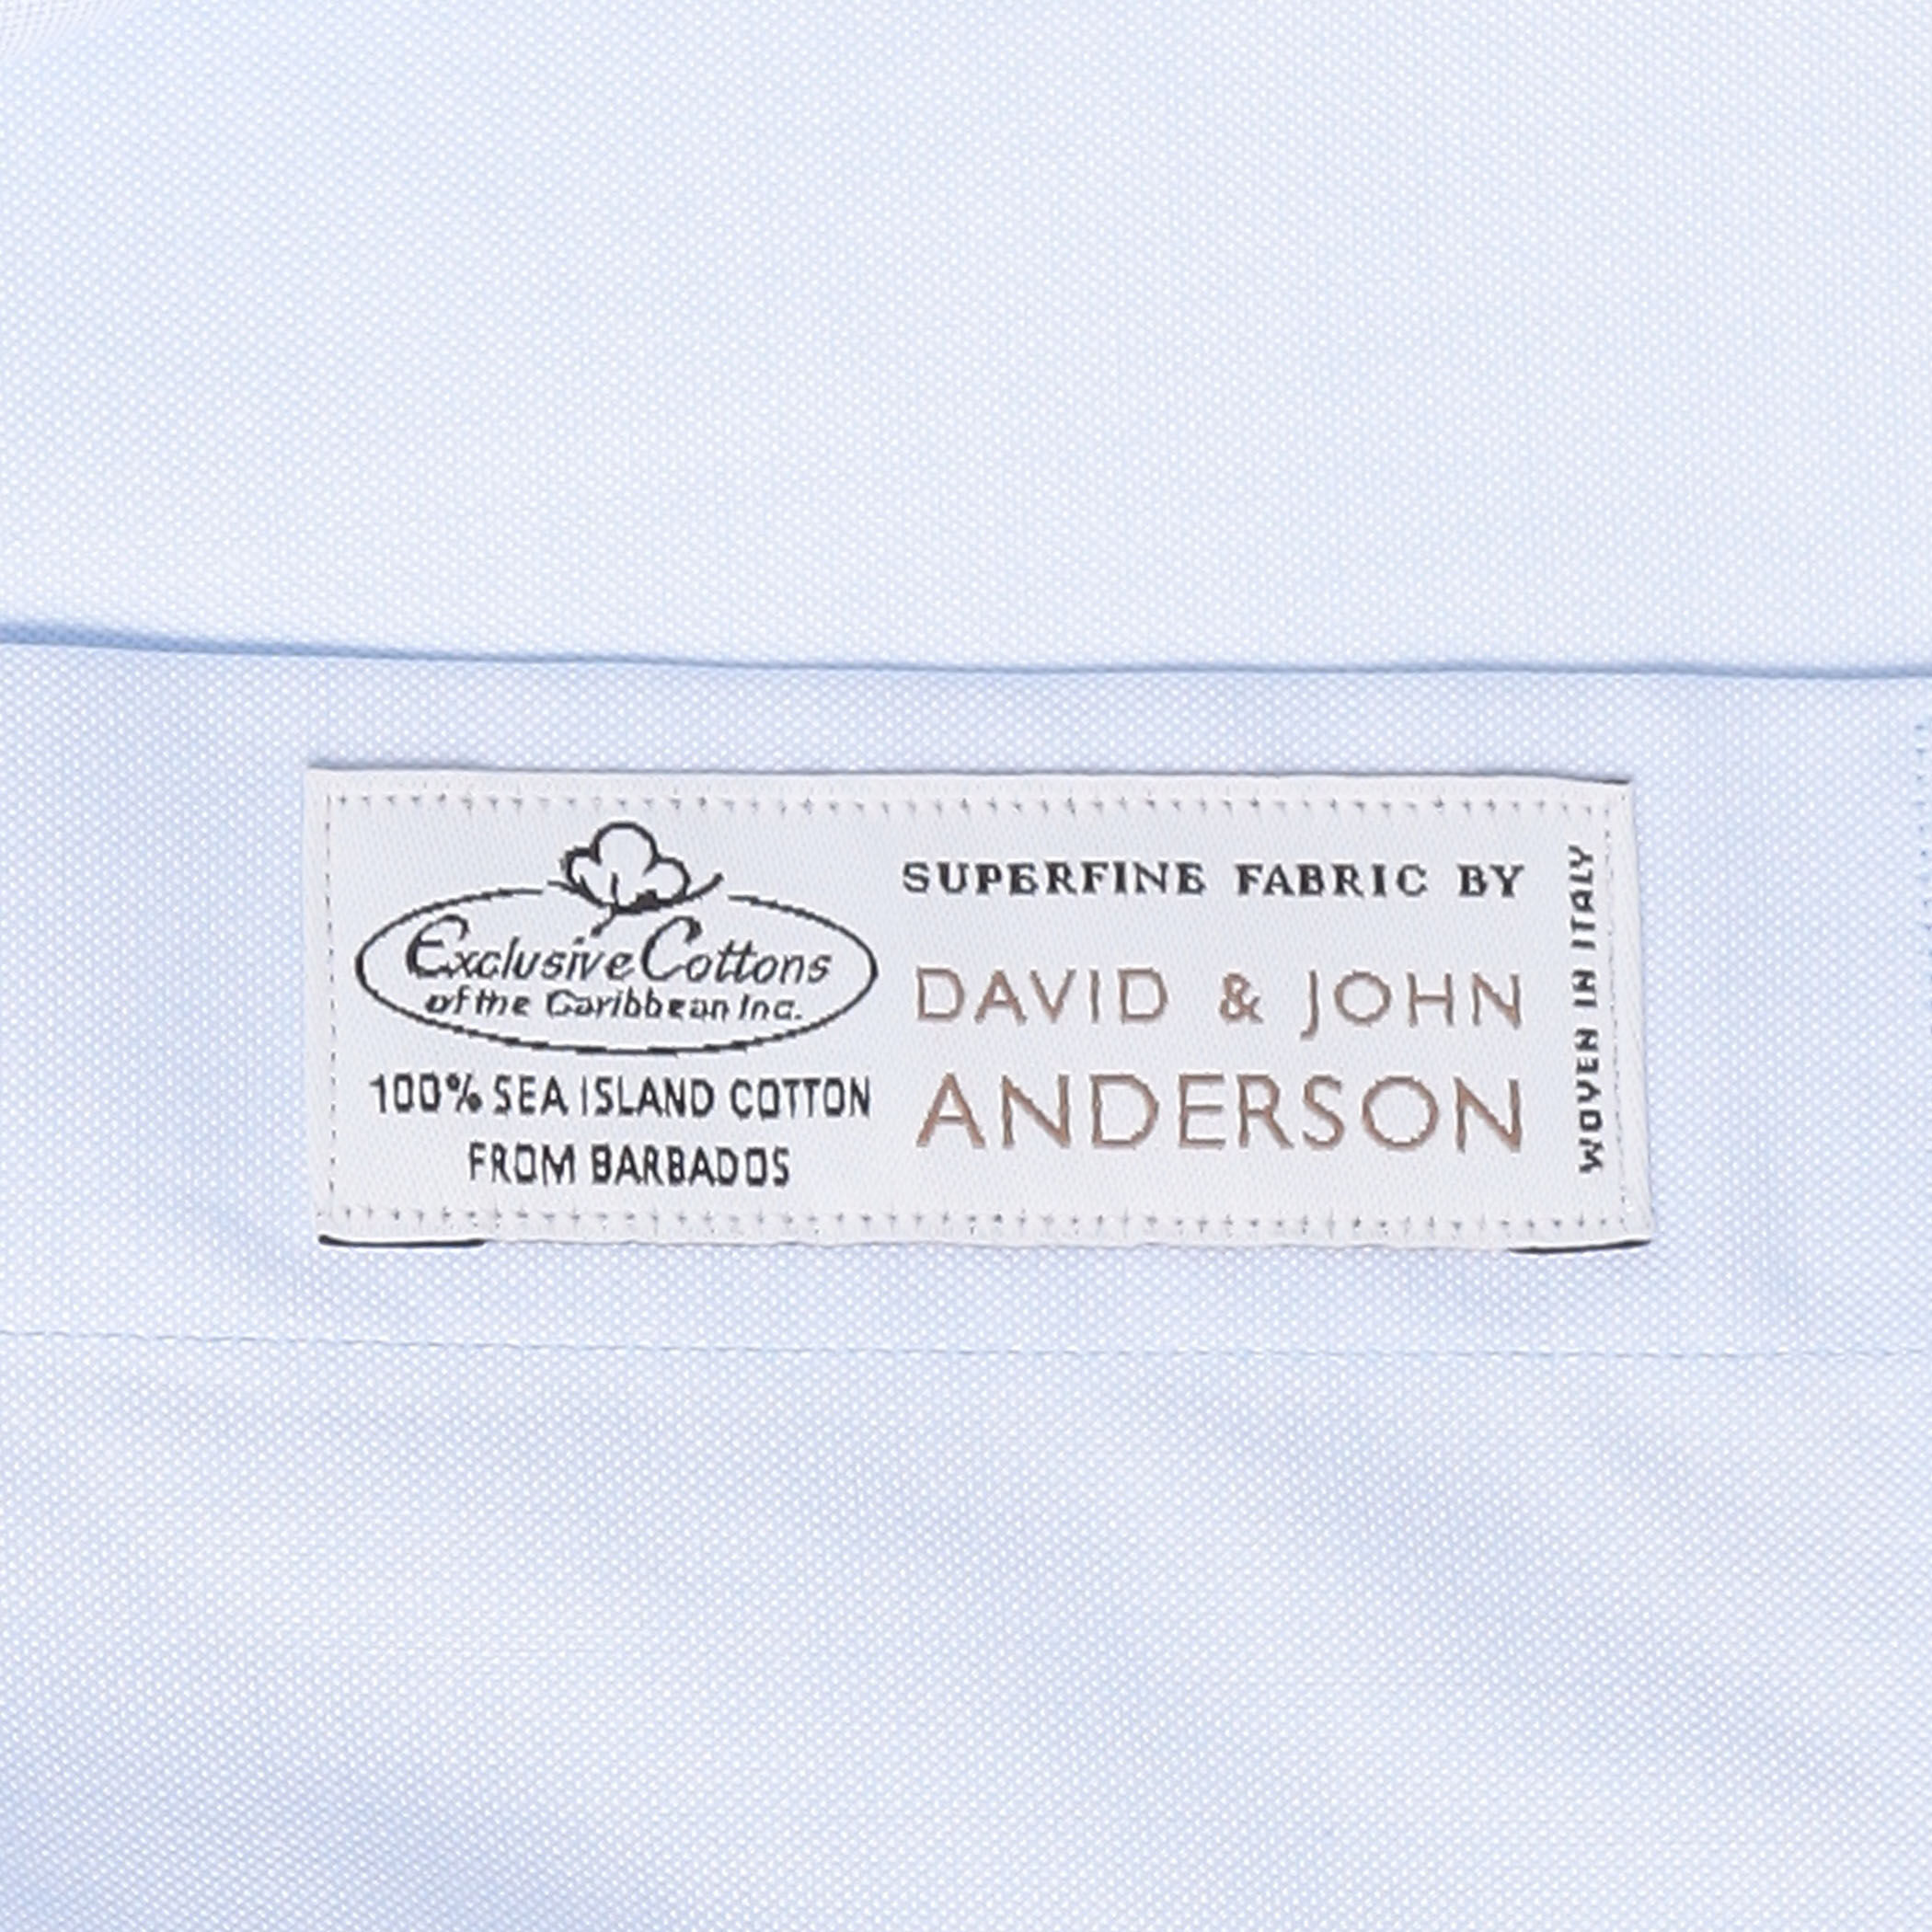 Exclusive Cottons
of the Caribbean Inc.
100% SEA ISLAND COTTON
FROM BARBADOS
SUPERFINE FABRIC BY
DAVID & JOHN
ANDERSON
WOVEN IN ITALY